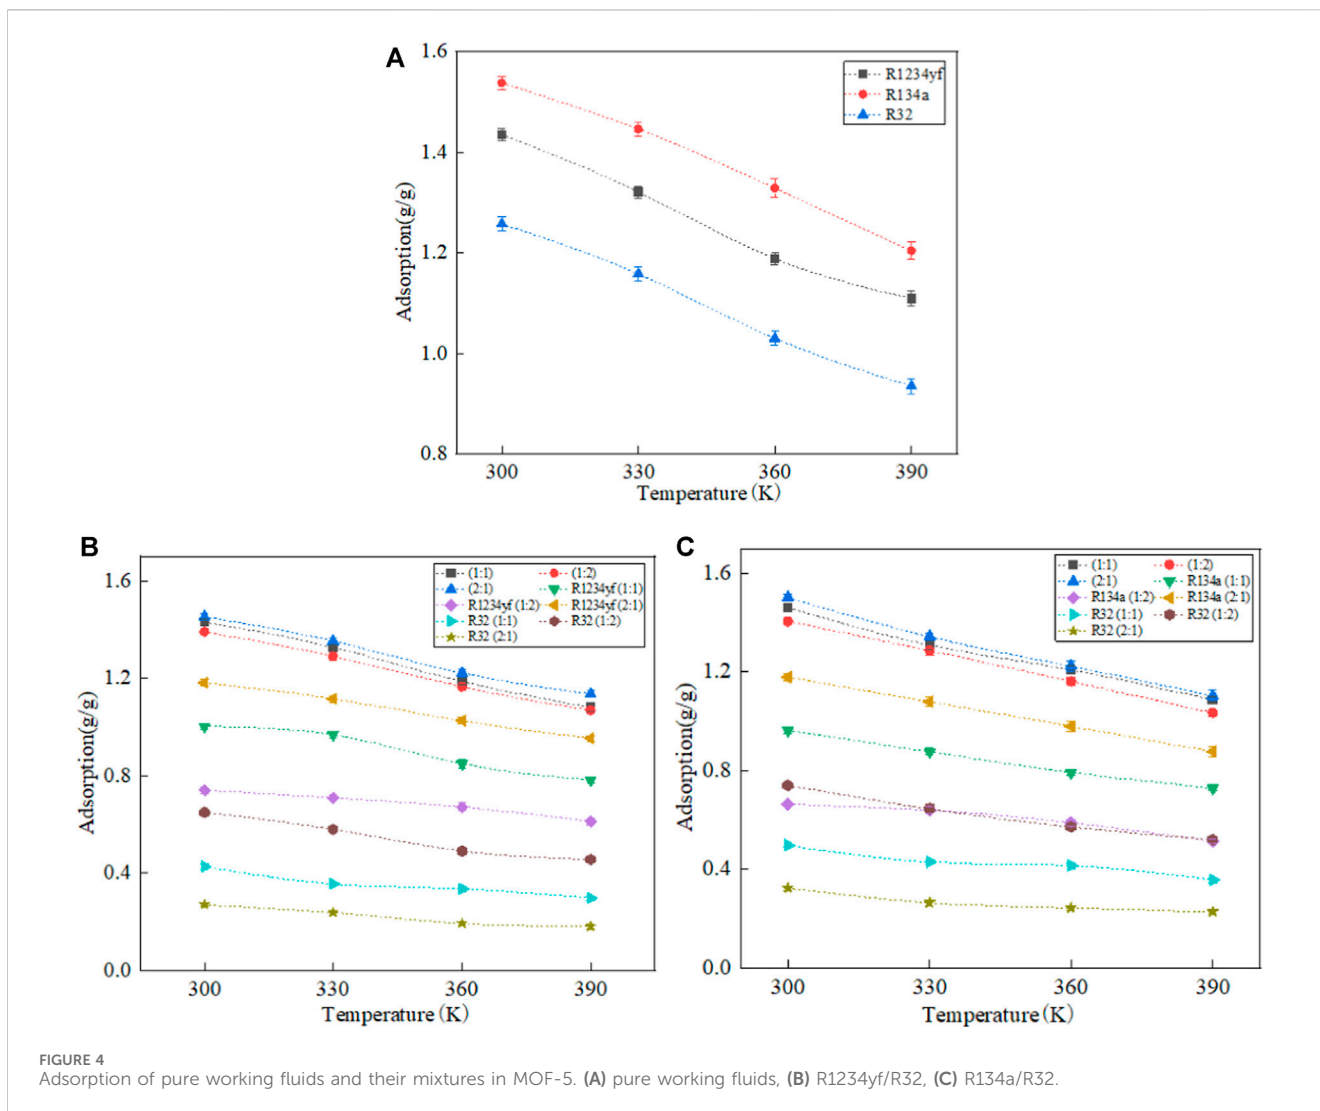 A
1.6
1.4
1.2
1.0
0.8
Adsorption(g/g)
R1234yf
R134a
R32
300 330 360 390
Temperature(K)
B
1.6
1.2
0.8
0.4
0.0
Adsorption(g/g)
(1:1) (1:2)
(2:1) R1234yf (1:1)
R1234yf (1:2) R1234yf (2:1)
R32 (1:1) R32 (1:2)
R32 (2:1)
300 330 360 390
Temperature(K)
C
1.6
1.2
0.8
0.4
0.0
Adsorption(g/g)
(1:1) (1:2)
(2:1) R134a (1:1)
R134a (1:2) R134a (2:1)
R32 (1:1) R32 (1:2)
R32 (2:1)
300 330 360 390
Temperature(K)
FIGURE 4
Adsorption of pure working fluids and their mixtures in MOF-5. (A) pure working fluids, (B) R1234yf/R32, (C) R134a/R32.